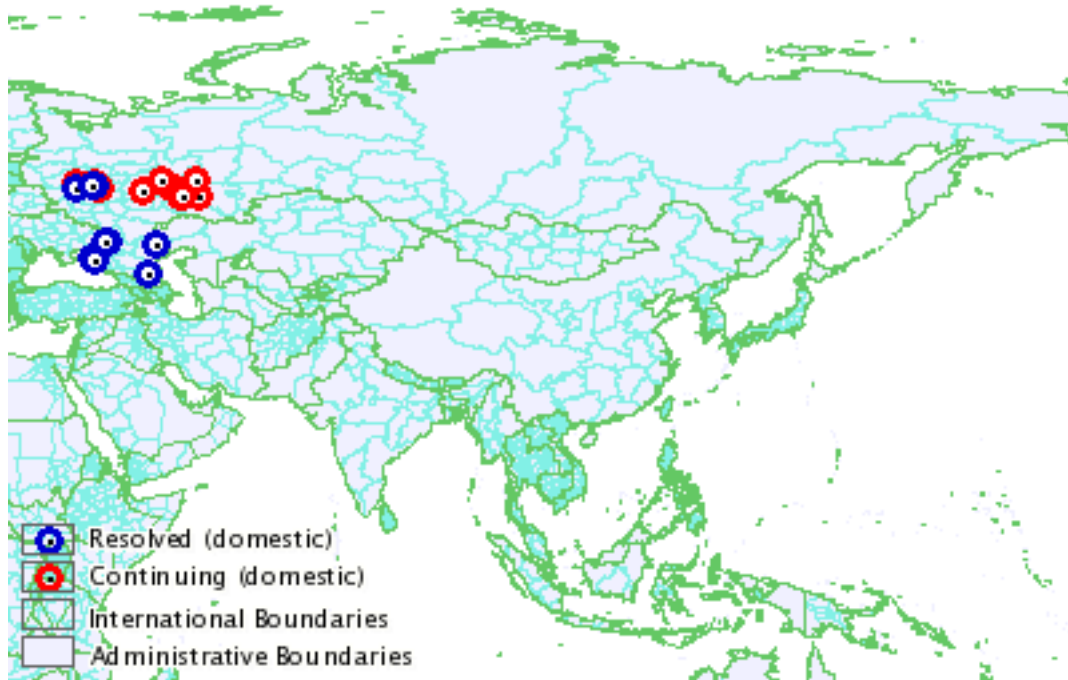 Resolved (domestic)
Continuing (domestic)
International Boundaries
Administrative Boundaries